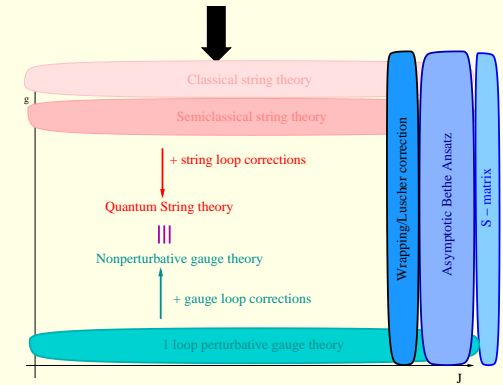 Classical string theory
g
Semiclassical string theory
+ string loop corrections
Quantum String theory
Nonperturbative gauge theory
+ gauge loop corrections
1 loop perturbative gauge theory
J
Wrapping/Luscher correction
Asymptotic Bethe Ansatz
S − matrix